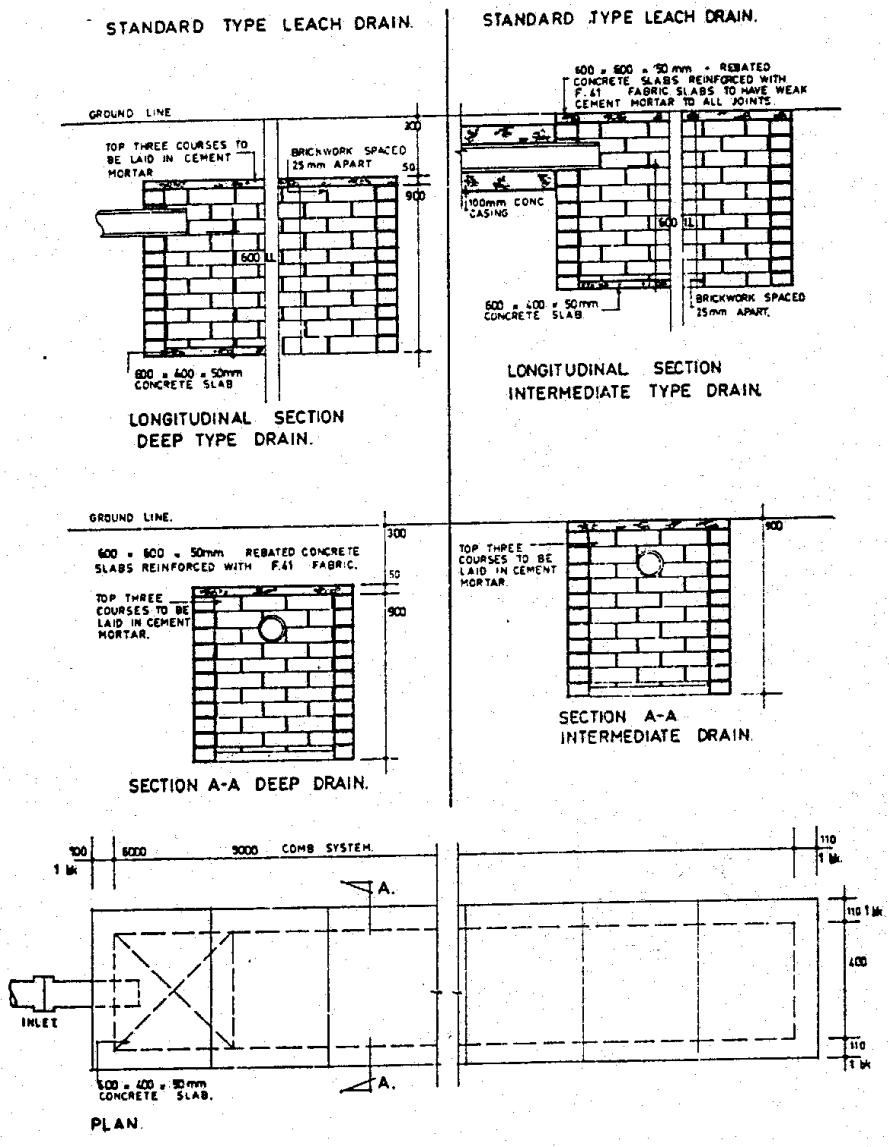 STANDARD TYPE LEACH DRAIN.
GROUND LINE
TOP THREE COURSES TO
BE LAID IN CEMENT
MORTAR
BRICKWORK SPACED
25mm APART
300
50
900
600 LL
600 × 400 × 50mm
CONCRETE SLAB
LONGITUDINAL SECTION
DEEP TYPE DRAIN.
STANDARD TYPE LEACH DRAIN.
600 × 600 × 50mm - REBATED
CONCRETE SLABS REINFORCED WITH
F.41 FABRIC SLABS TO HAVE WEAK
CEMENT MORTAR TO ALL JOINTS.
100mm CONC
CASING
600 LL
600 × 400 × 50mm
CONCRETE SLAB.
BRICKWORK SPACED
25mm APART.
LONGITUDINAL SECTION
INTERMEDIATE TYPE DRAIN.
GROUND LINE.
600 × 600 × 50mm REBATED CONCRETE
SLABS REINFORCED WITH F.41 FABRIC.
TOP THREE
COURSES TO BE
LAID IN CEMENT
MORTAR.
300
50
900
SECTION A-A DEEP DRAIN.
TOP THREE
COURSES TO BE
LAID IN CEMENT
MORTAR.
900
SECTION A-A
INTERMEDIATE DRAIN.
6000
9000 COMB SYSTEM.
110
1 bk
1 bk.
A.
110 1 bk
400
110
1 bk
INLET
A.
600 × 400 × 50mm
CONCRETE SLAB.
PLAN.